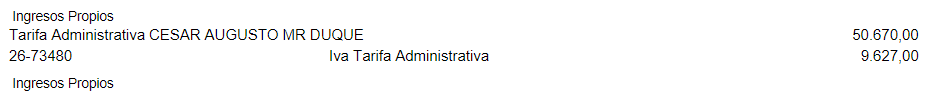 Ingresos Propios
Tarifa Administrativa CESAR AUGUSTO MR DUQUE 50.670,00
26-73480 Iva Tarifa Administrativa 9.627,00
Ingresos Propios